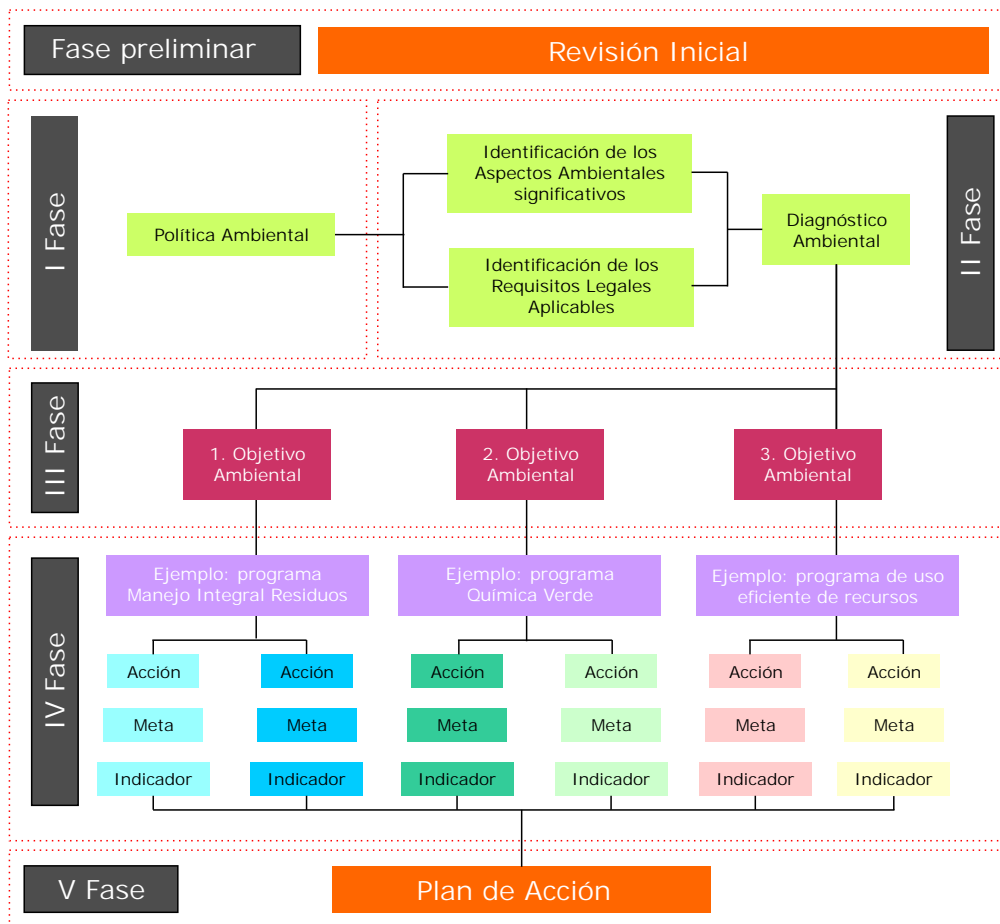 Fase preliminar
Revisión Inicial
I Fase
Política Ambiental
Identificación de los
Aspectos Ambientales
significativos
Identificación de los
Requisitos Legales
Aplicables
Diagnóstico
Ambiental
II Fase
III Fase
1. Objetivo
Ambiental
2. Objetivo
Ambiental
3. Objetivo
Ambiental
IV Fase
Ejemplo: programa
Manejo Integral Residuos
Ejemplo: programa
Química Verde
Ejemplo: programa de uso
eficiente de recursos
Acción
Acción
Acción
Acción
Acción
Acción
Meta
Meta
Meta
Meta
Meta
Meta
Indicador
Indicador
Indicador
Indicador
Indicador
Indicador
V Fase
Plan de Acción